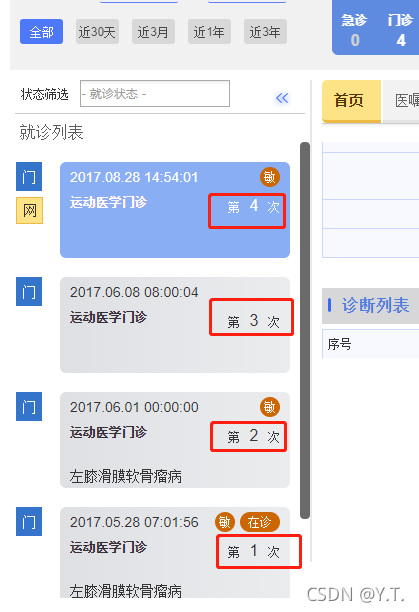 全部 近30天 近3月 近1年 近3年
急诊 门诊
0 4
状态筛选 - 就诊状态 -
就诊列表
首页 医嘱
门 2017.08.28 14:54:01 敏
网 运动医学门诊
第 4 次
门 2017.06.08 08:00:04
运动医学门诊
第 3 次
诊断列表
序号
门 2017.06.01 00:00:00 敏
运动医学门诊
第 2 次
左膝滑膜软骨瘤病
门 2017.05.28 07:01:56 敏 在诊
运动医学门诊
第 1 次
左膝滑膜软骨瘤病
CSDN @Y.T.